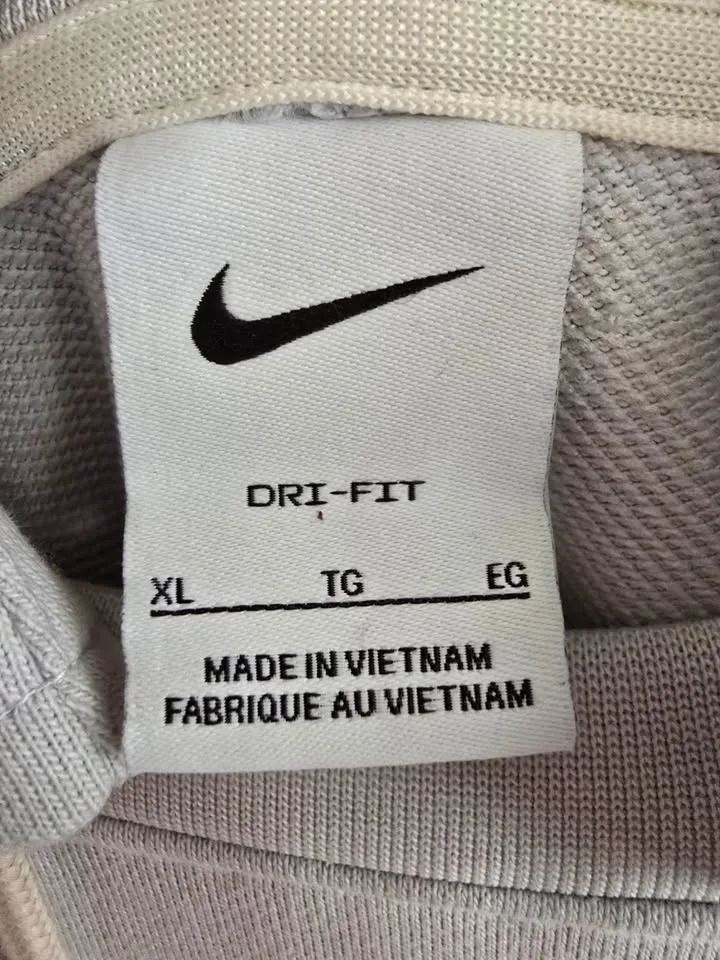 DRI-FIT
XL TG EG
MADE IN VIETNAM
FABRIQUE AU VIETNAM